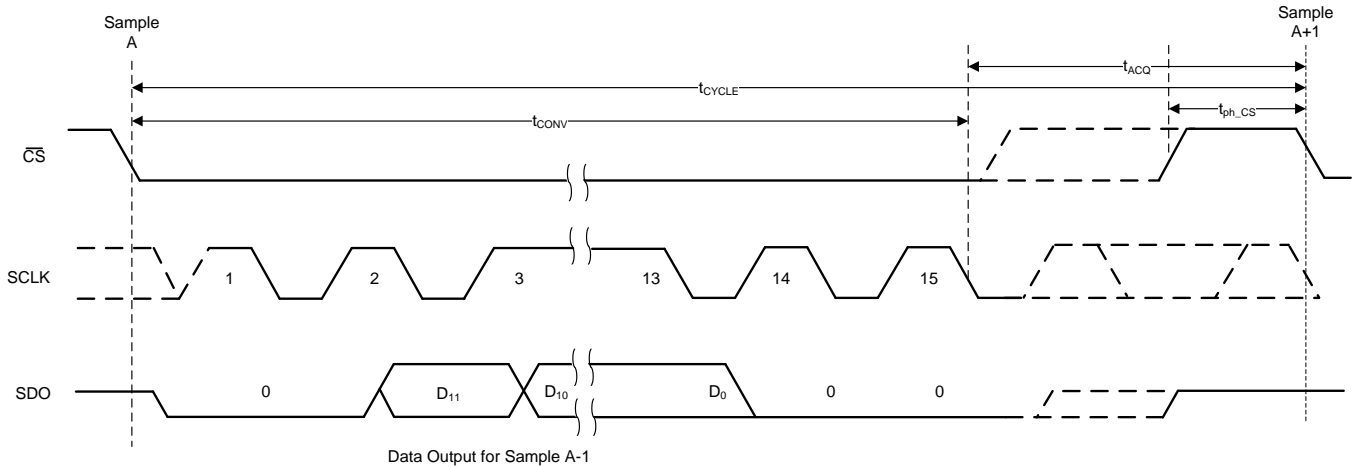 Sample
A
Sample
A+1
tACQ
tCYCLE
tph_CS
tCONV
CS
SCLK
1
2
3
13
14
15
SDO
0
D11
D10
D0
0
0
Data Output for Sample A-1